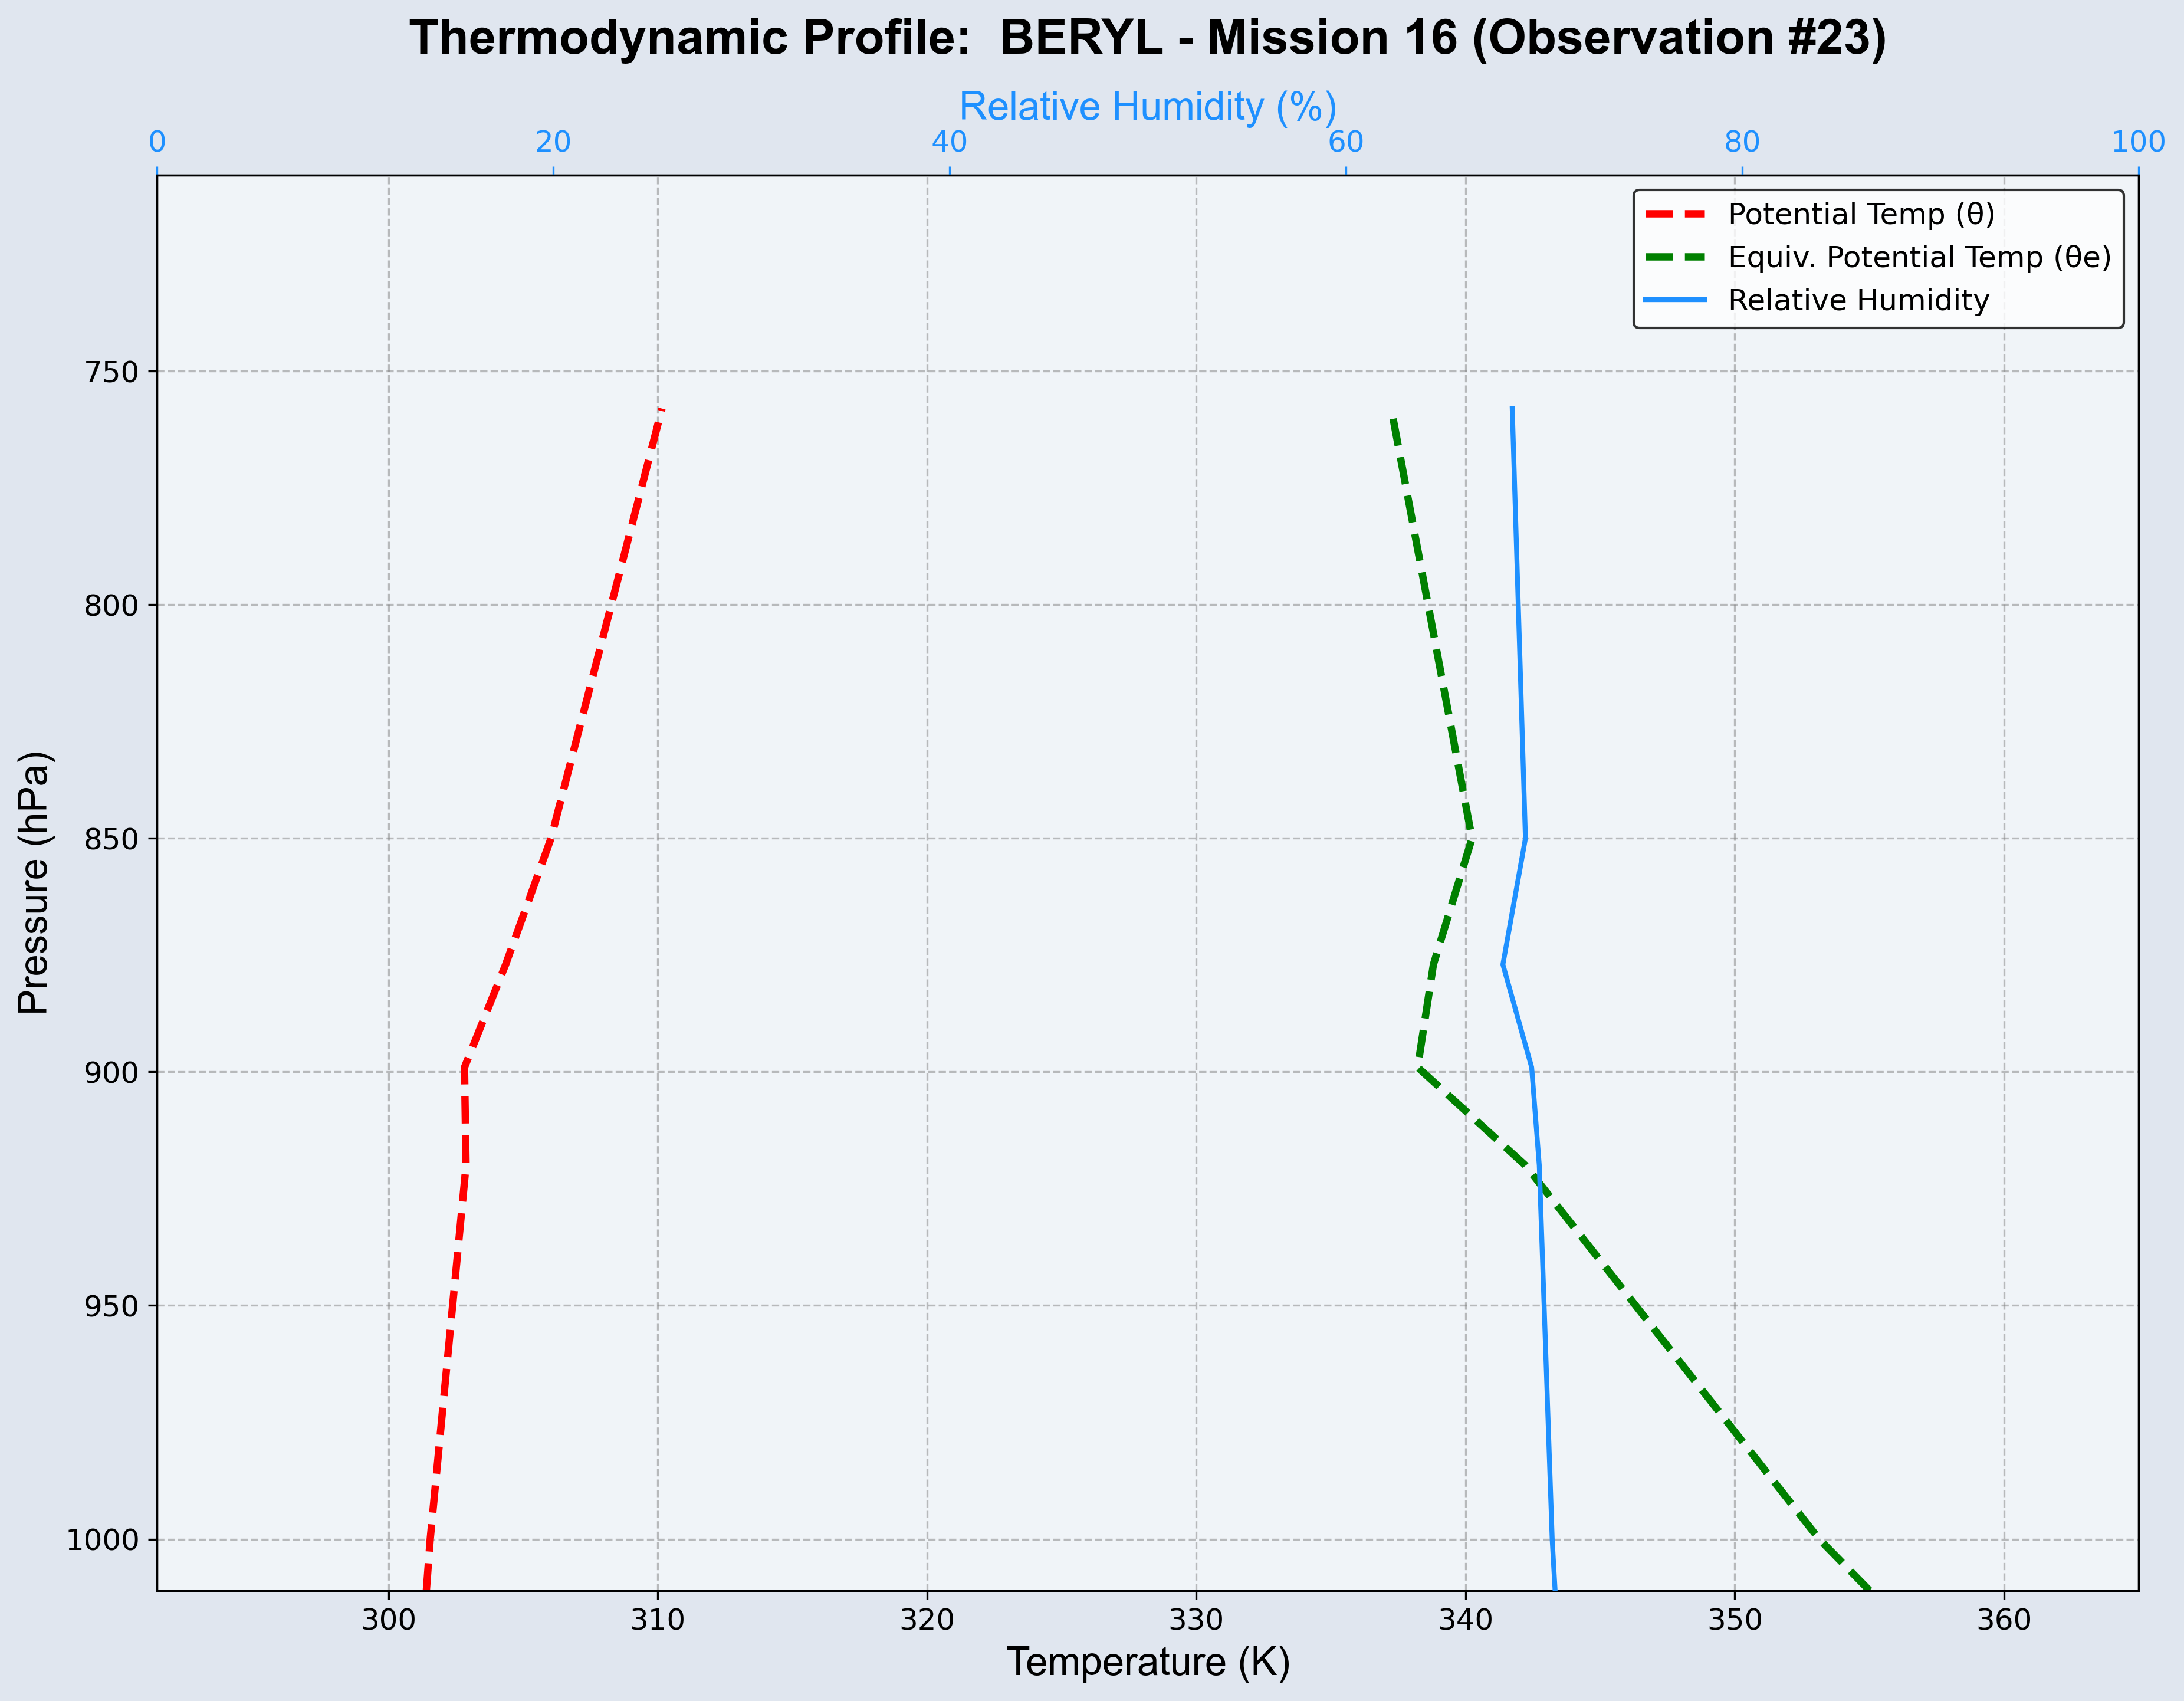 Thermodynamic Profile:  BERYL - Mission 16 (Observation #23)
Relative Humidity (%)
0 20 40 60 80 100
Potential Temp (θ)
Equiv. Potential Temp (θe)
Relative Humidity
750
800
850
900
950
1000
Pressure (hPa)
300 310 320 330 340 350 360
Temperature (K)